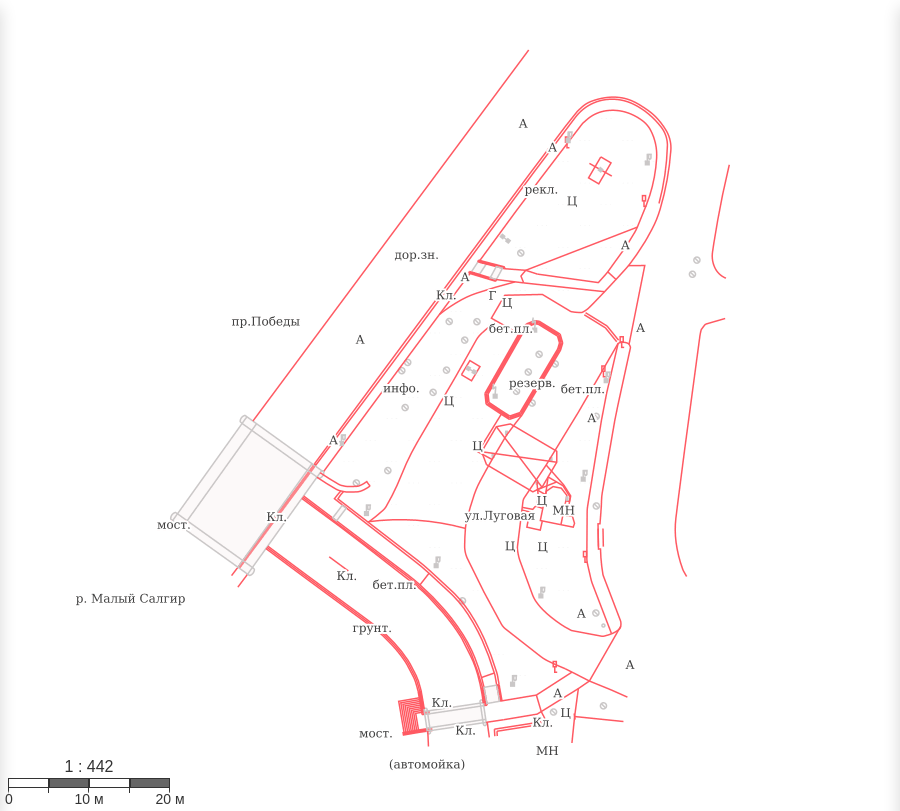 А
А
рекл.
Ц
А
дор.зн.
А
Кл.
Г
Ц
пр.Победы
бет.пл.
А
А
инфо.
резерв.
бет.пл.
Ц
А
А
Ц
Ц
МН
мост.
Кл.
ул.Луговая
Ц
Ц
Кл.
бет.пл.
р. Малый Салгир
А
грунт.
А
А
Кл.
Ц
мост.
Кл.
Кл.
МН
(автомойка)
1 : 442
0 10 м 20 м